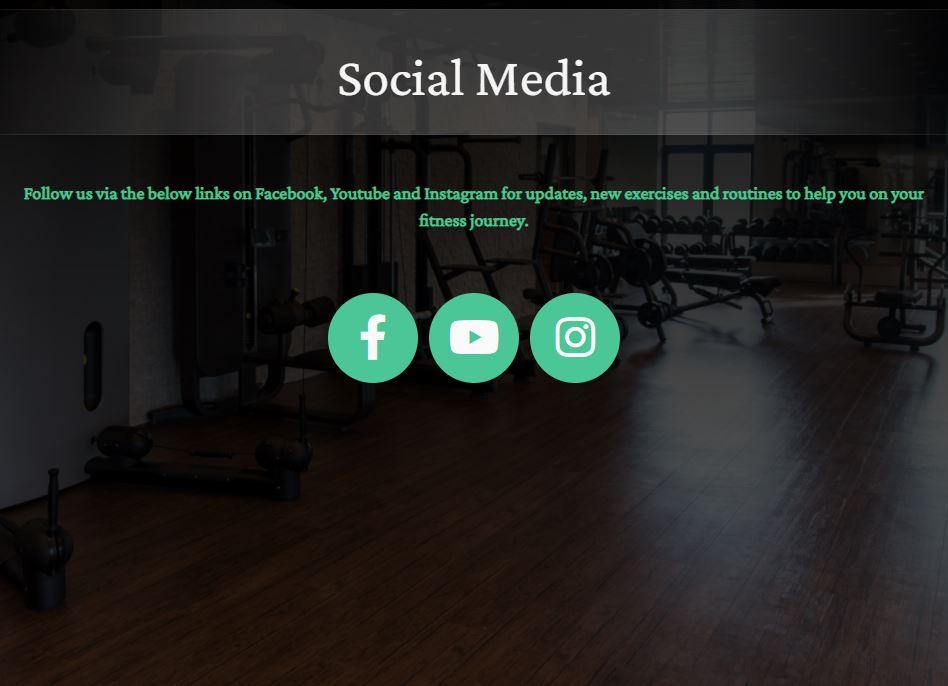 Social Media
Follow us via the below links on Facebook, Youtube and Instagram for updates, new exercises and routines to help you on your
fitness journey.